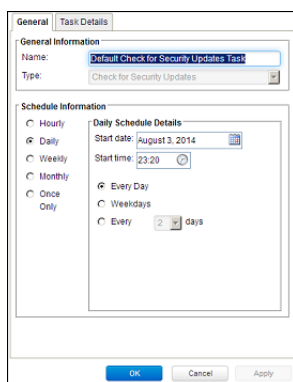 General Task Details
General Information
Name: Default Check for Security Updates Task
Type: Check for Security Updates
Schedule Information
Hourly
Daily
Weekly
Monthly
Once Only
Daily Schedule Details
Start date: August 3, 2014
Start time: 23:20
Every Day
Weekdays
Every 2 days
OK Cancel Apply